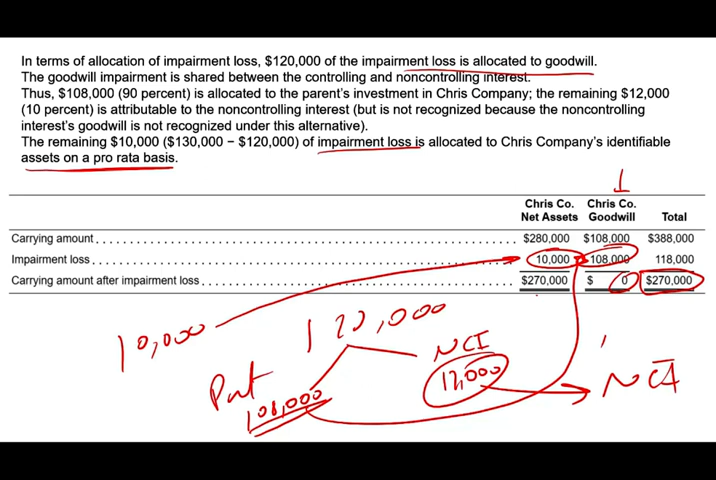 In terms of allocation of impairment loss, $120,000 of the impairment loss is allocated to goodwill.
The goodwill impairment is shared between the controlling and noncontrolling interest.
Thus, $108,000 (90 percent) is allocated to the parent's investment in Chris Company; the remaining $12,000
(10 percent) is attributable to the noncontrolling interest (but is not recognized because the noncontrolling
interest's goodwill is not recognized under this alternative).
The remaining $10,000 ($130,000 − $120,000) of impairment loss is allocated to Chris Company's identifiable
assets on a pro rata basis.
Chris Co. Chris Co.
Net Assets Goodwill Total
Carrying amount $280,000 $108,000 $388,000
Impairment loss 10,000 108,000 118,000
Carrying amount after impairment loss $270,000 $ 0 $270,000
10,000
120,000
NCI
12,000
108,000
NCI